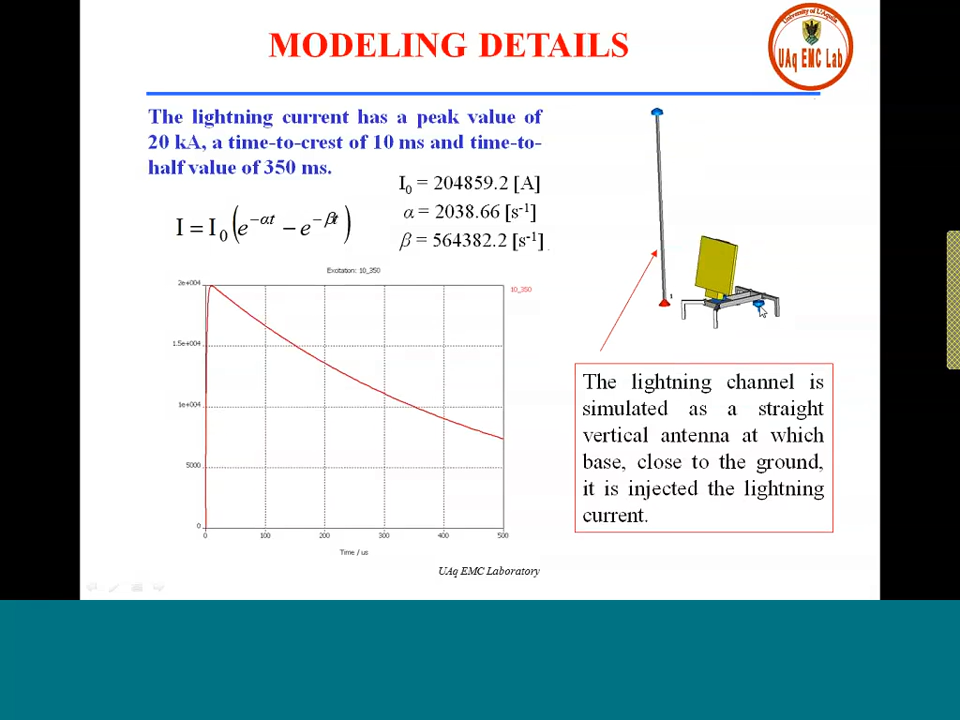 MODELING DETAILS
University of L'Aquila
UAq EMC Lab
The lightning current has a peak value of
20 kA, a time-to-crest of 10 ms and time-to-
half value of 350 ms.
I0 = 204859.2 [A]
α = 2038.66 [s-1]
β = 564382.2 [s-1]
I = I0 (e−αt − e−βt)
Excitation: 10_350
10_350
2e+004
1.5e+004
1e+004
5000
0
0 100 200 300 400 500
Time / us
1
The lightning channel is
simulated as a straight
vertical antenna at which
base, close to the ground,
it is injected the lightning
current.
UAq EMC Laboratory